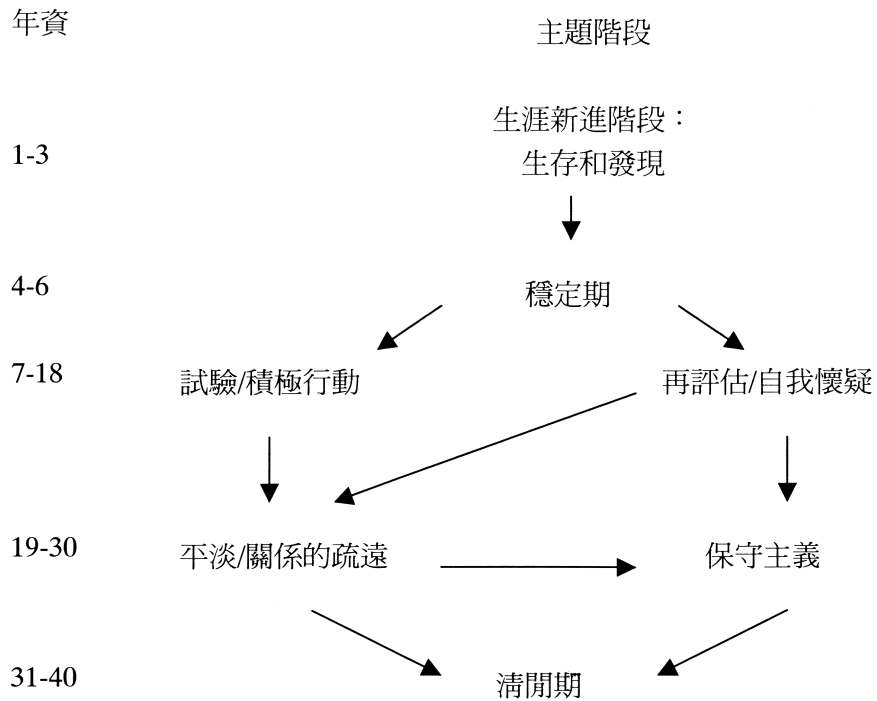 年資
主題階段
生涯新進階段：
1-3
生存和發現
4-6
穩定期
7-18
試驗/積極行動
再評估/自我懷疑
19-30
平淡/關係的疏遠
保守主義
31-40
清閒期